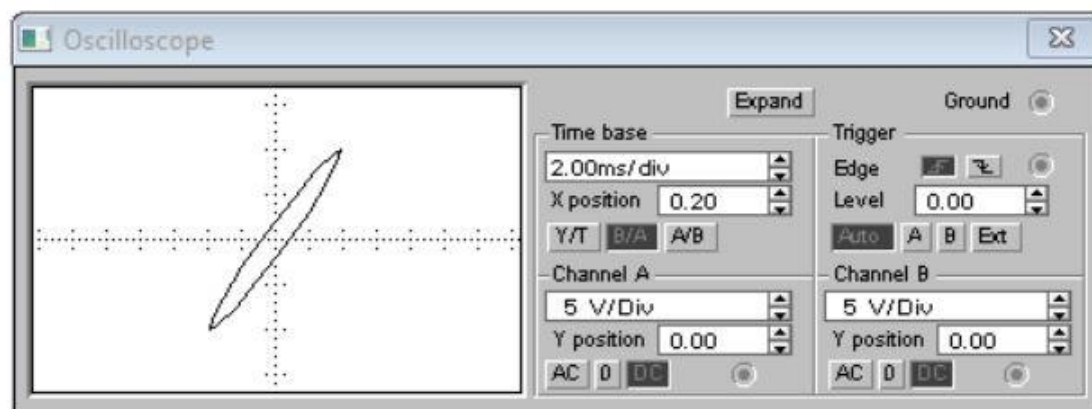 Oscilloscope
Expand
Ground
Time base
2.00ms/div
X position 0.20
Y/T B/A A/B
Trigger
Edge
Level 0.00
Auto A B Ext
Channel A
5 V/Div
Y position 0.00
AC 0 DC
Channel B
5 V/Div
Y position 0.00
AC 0 DC